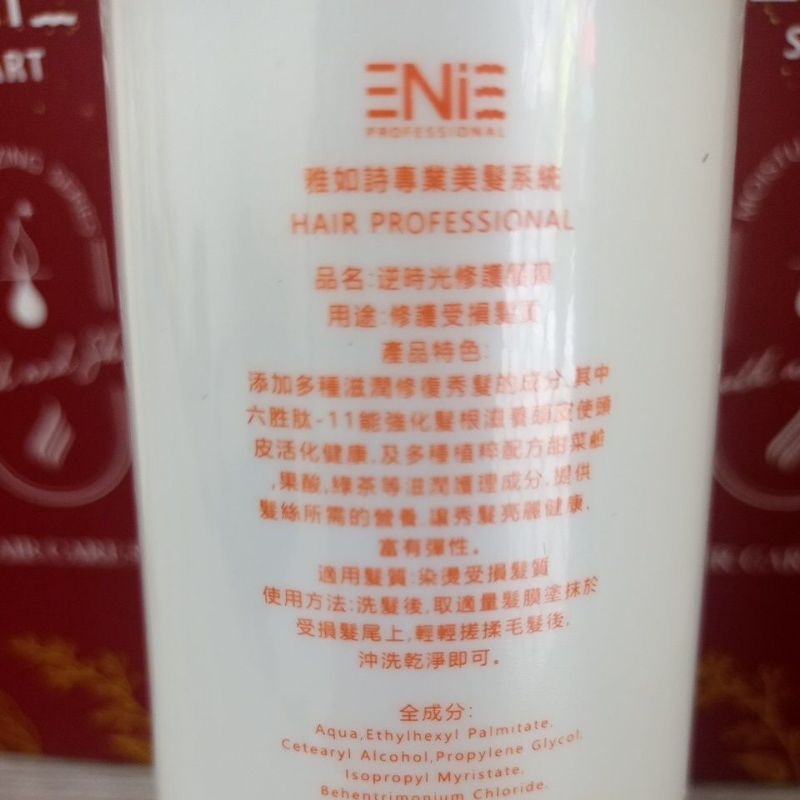 ENiE
PROFESSIONAL
雅如詩專業美髮系統
HAIR PROFESSIONAL
品名:逆時光修護髮膜
用途:修護受損髮質
產品特色:
添加多種滋潤修復秀髮的成分,其中
六胜肽-11能強化髮根滋養頭皮使頭
皮活化健康,及多種植粹配方甜菜鹼
,果酸,綠茶等滋潤護理成分,提供
髮絲所需的營養,讓秀髮亮麗健康,
富有彈性。
適用髮質:染燙受損髮質
使用方法:洗髮後,取適量髮膜塗抹於
受損髮尾上,輕輕搓揉毛髮後,
沖洗乾淨即可。
全成分:
Aqua,Ethylhexyl Palmitate,
Cetearyl Alcohol,Propylene Glycol,
Isopropyl Myristate,
Behentrimonium Chloride,
ART